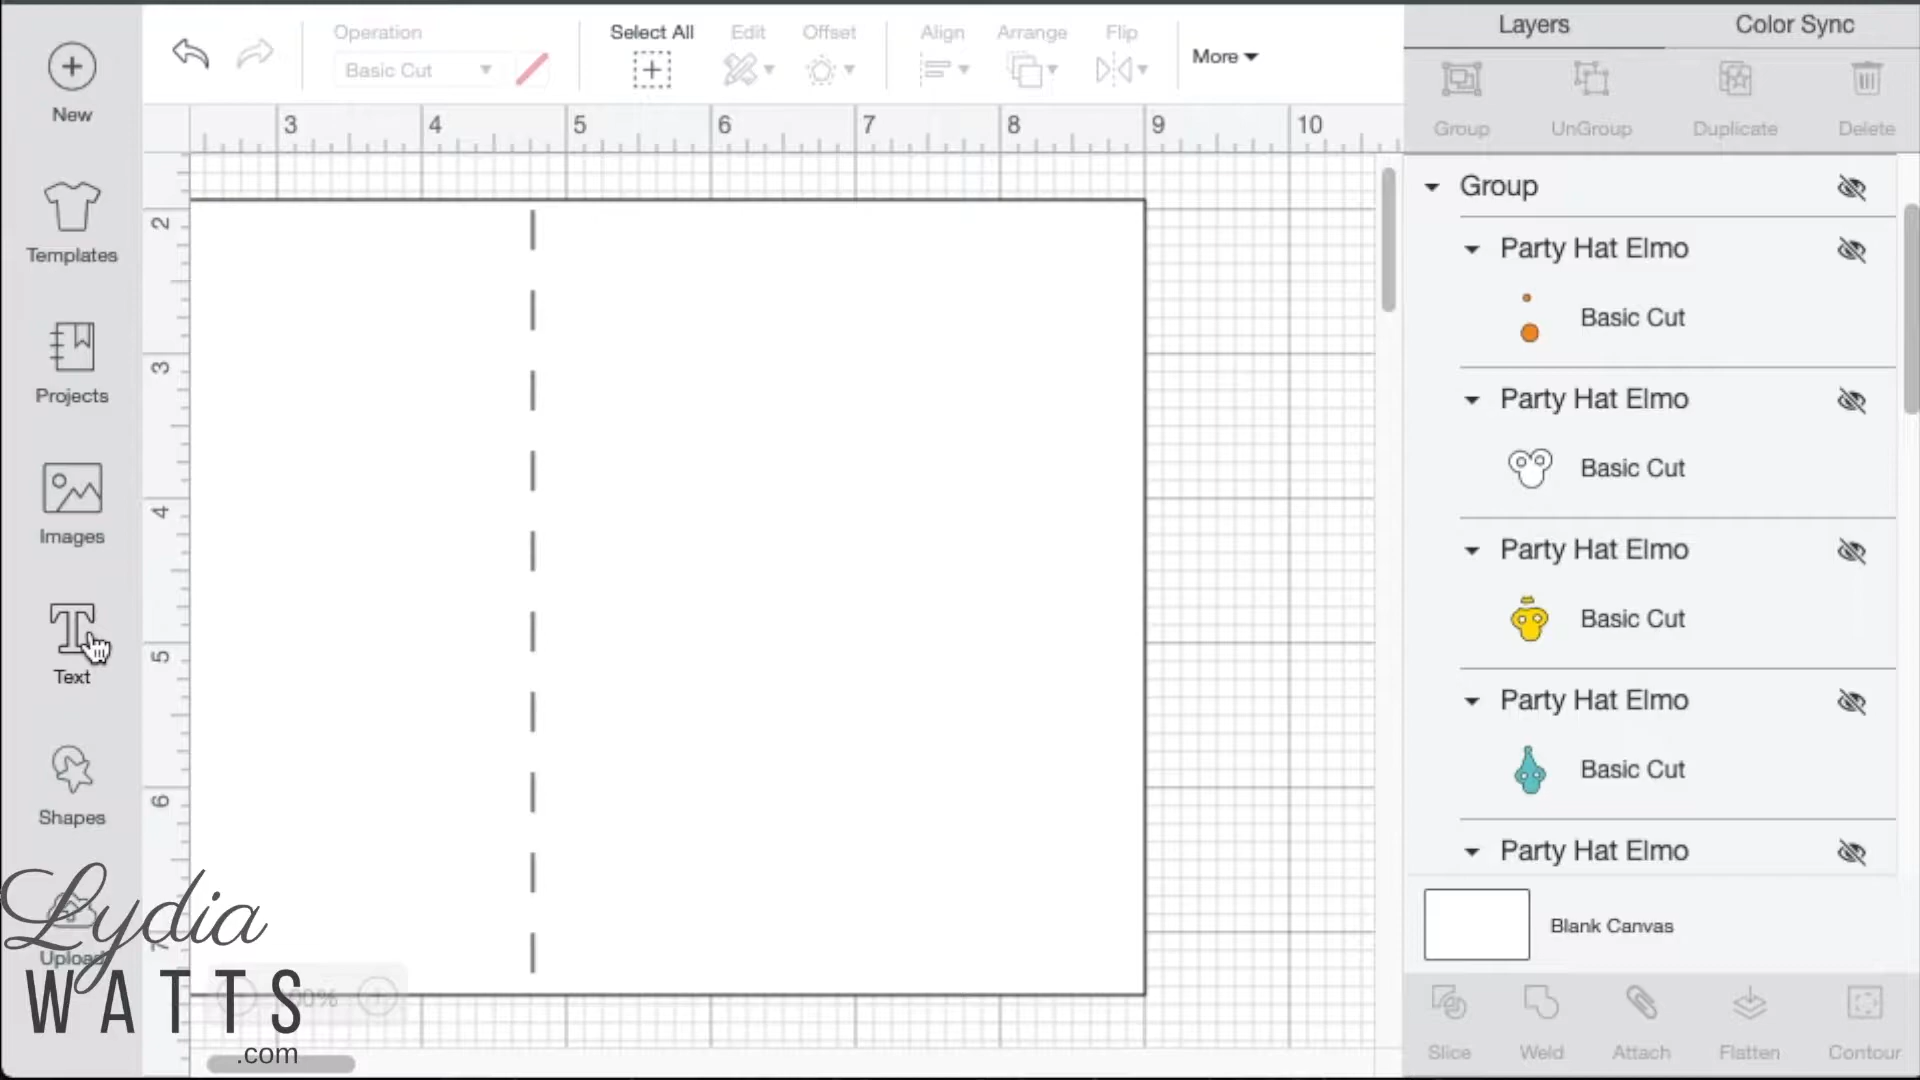 New
Templates
Projects
Images
Text
Shapes
Upload
Operation
Basic Cut
Select All
Edit
Offset
Align
Arrange
Flip
More
3 4 5 6 7 8 9 10
2
3
4
5
6
7
100%
Layers
Color Sync
Group
UnGroup
Duplicate
Delete
Group
Party Hat Elmo
Basic Cut
Party Hat Elmo
Basic Cut
Party Hat Elmo
Basic Cut
Party Hat Elmo
Basic Cut
Party Hat Elmo
Blank Canvas
Slice
Weld
Attach
Flatten
Contour
Lydia
WATTS
.com